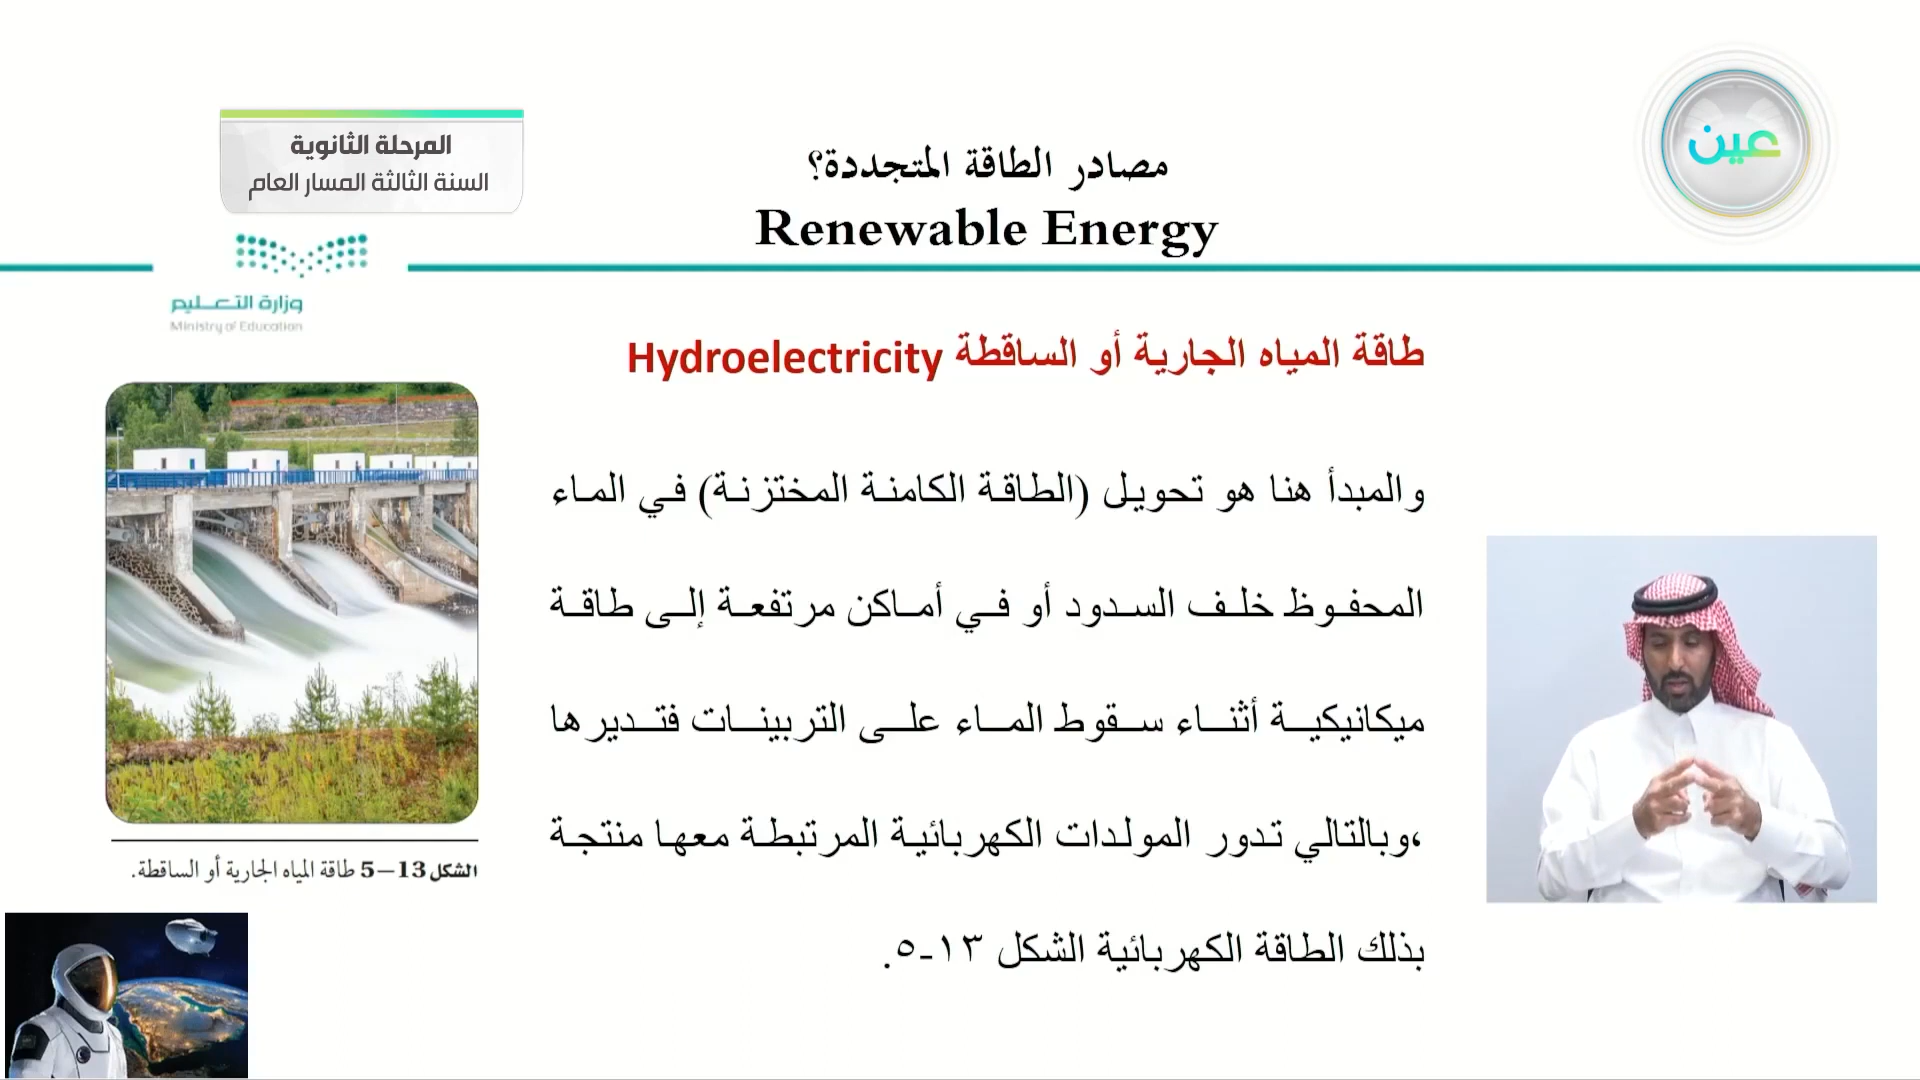 المرحلة الثانوية
السنة الثالثة المسار العام
عين
مصادر الطاقة المتجددة؟
Renewable Energy
وزارة التعليم
Ministry of Education
طاقة المياه الجارية أو الساقطة Hydroelectricity
والمبدأ هنا هو تحويل (الطاقة الكامنة المختزنة) في الماء
المحفوظ خلف السدود أو في أماكن مرتفعة إلى طاقة
ميكانيكية أثناء سقوط الماء على التربينات فتديرها
،وبالتالي تدور المولدات الكهربائية المرتبطة معها منتجة
بذلك الطاقة الكهربائية الشكل ١٣-٥.
الشكل 13–5 طاقة المياه الجارية أو الساقطة.